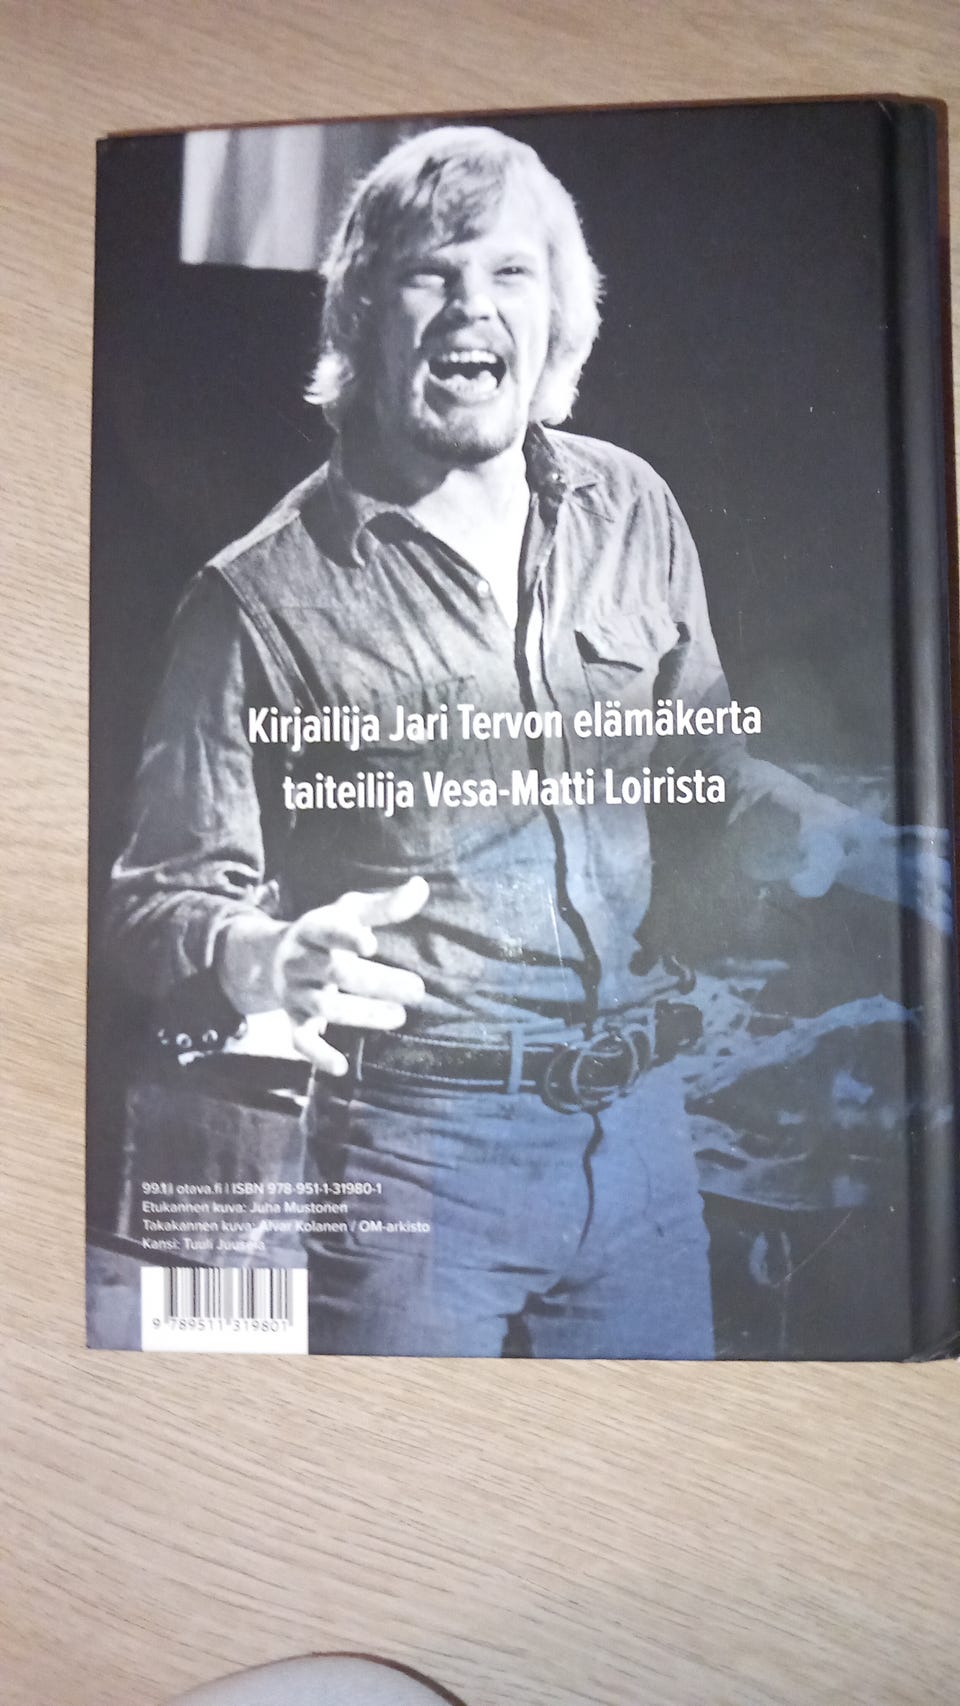 Kirjailija Jari Tervon elämäkerta
taiteilija Vesa-Matti Loirista
99.1 | otava.fi | ISBN 978-951-1-31980-1
Etukannen kuva: Juha Mustonen
Takakannen kuva: Alvar Kolanen / OM-arkisto
Kansi: Tuuli Juusela
9 789511 319801